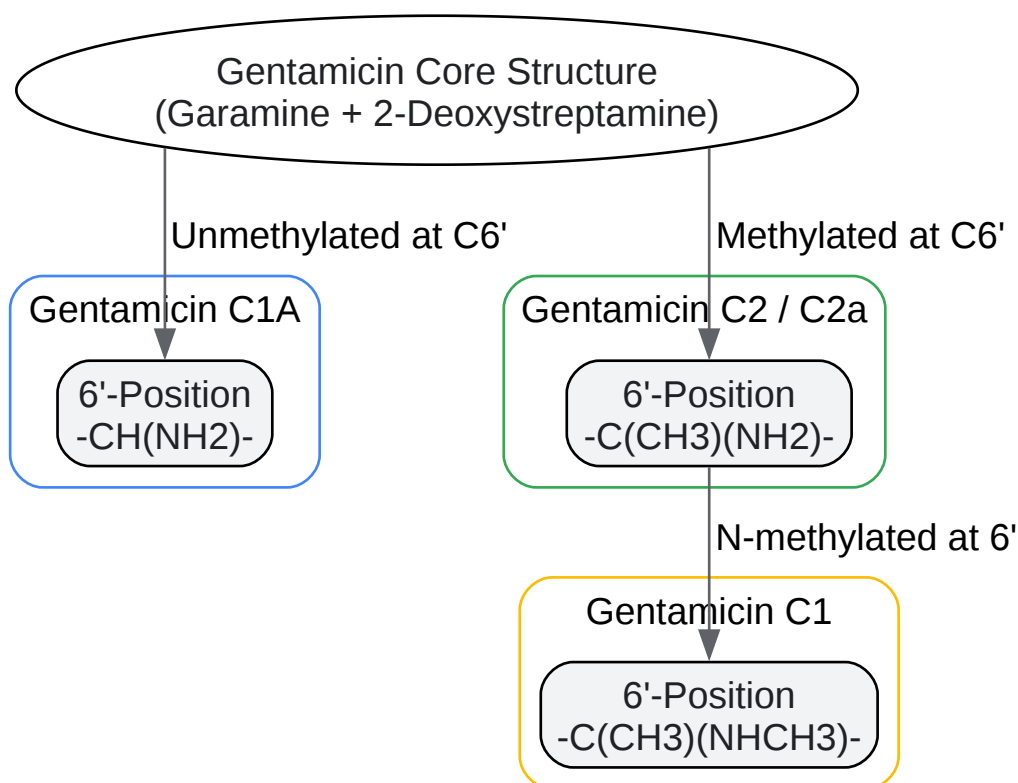 Gentamicin Core Structure
(Garamine + 2-Deoxystreptamine)
Unmethylated at C6'
Methylated at C6'
Gentamicin C1A
Gentamicin C2 / C2a
6'-Position
-CH(NH2)-
6'-Position
-C(CH3)(NH2)-
N-methylated at 6'
Gentamicin C1
6'-Position
-C(CH3)(NHCH3)-